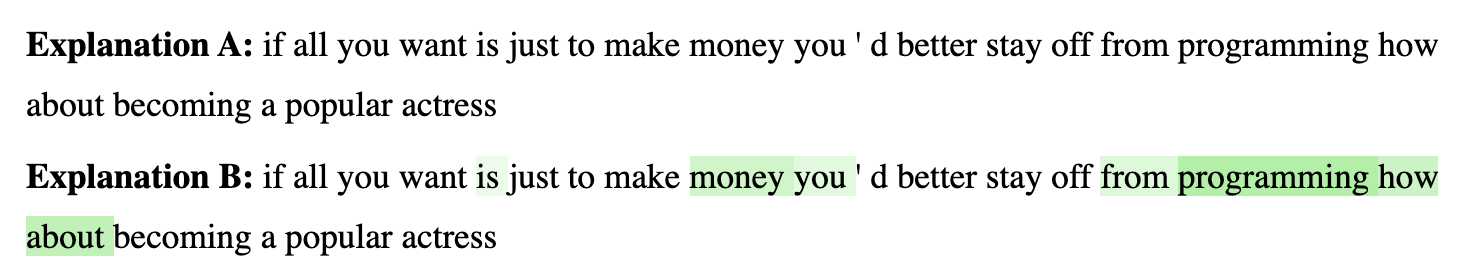 Explanation A: if all you want is just to make money you ' d better stay off from programming how
about becoming a popular actress
Explanation B: if all you want is just to make money you ' d better stay off from programming how
about becoming a popular actress